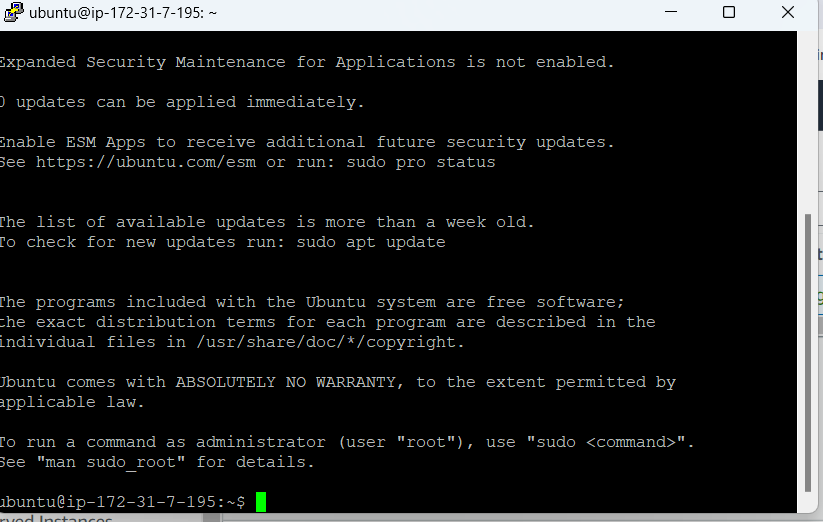 ubuntu@ip-172-31-7-195: ~
Expanded Security Maintenance for Applications is not enabled.
0 updates can be applied immediately.
Enable ESM Apps to receive additional future security updates.
See https://ubuntu.com/esm or run: sudo pro status
The list of available updates is more than a week old.
To check for new updates run: sudo apt update
The programs included with the Ubuntu system are free software;
the exact distribution terms for each program are described in the
individual files in /usr/share/doc/*/copyright.
Ubuntu comes with ABSOLUTELY NO WARRANTY, to the extent permitted by
applicable law.
To run a command as administrator (user "root"), use "sudo <command>".
See "man sudo_root" for details.
ubuntu@ip-172-31-7-195:~$
Instances